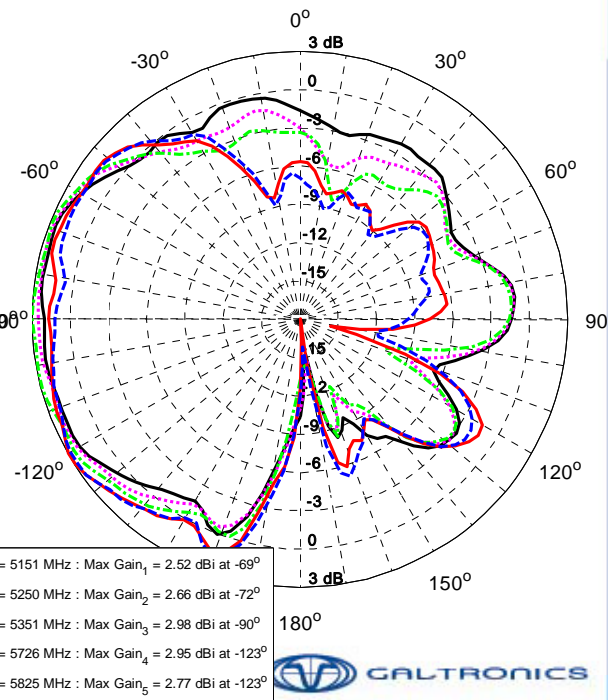 0°
3 dB
-30°
30°
0
-3
-60°
60°
-6
-9
-12
-15
90
15
2
-9
-120°
120°
-6
-3
0
150°
3 dB
180°
= 5151 MHz : Max Gain1 = 2.52 dBi at -69°
= 5250 MHz : Max Gain2 = 2.66 dBi at -72°
= 5351 MHz : Max Gain3 = 2.98 dBi at -90°
= 5726 MHz : Max Gain4 = 2.95 dBi at -123°
= 5825 MHz : Max Gain5 = 2.77 dBi at -123°
GALTRONICS